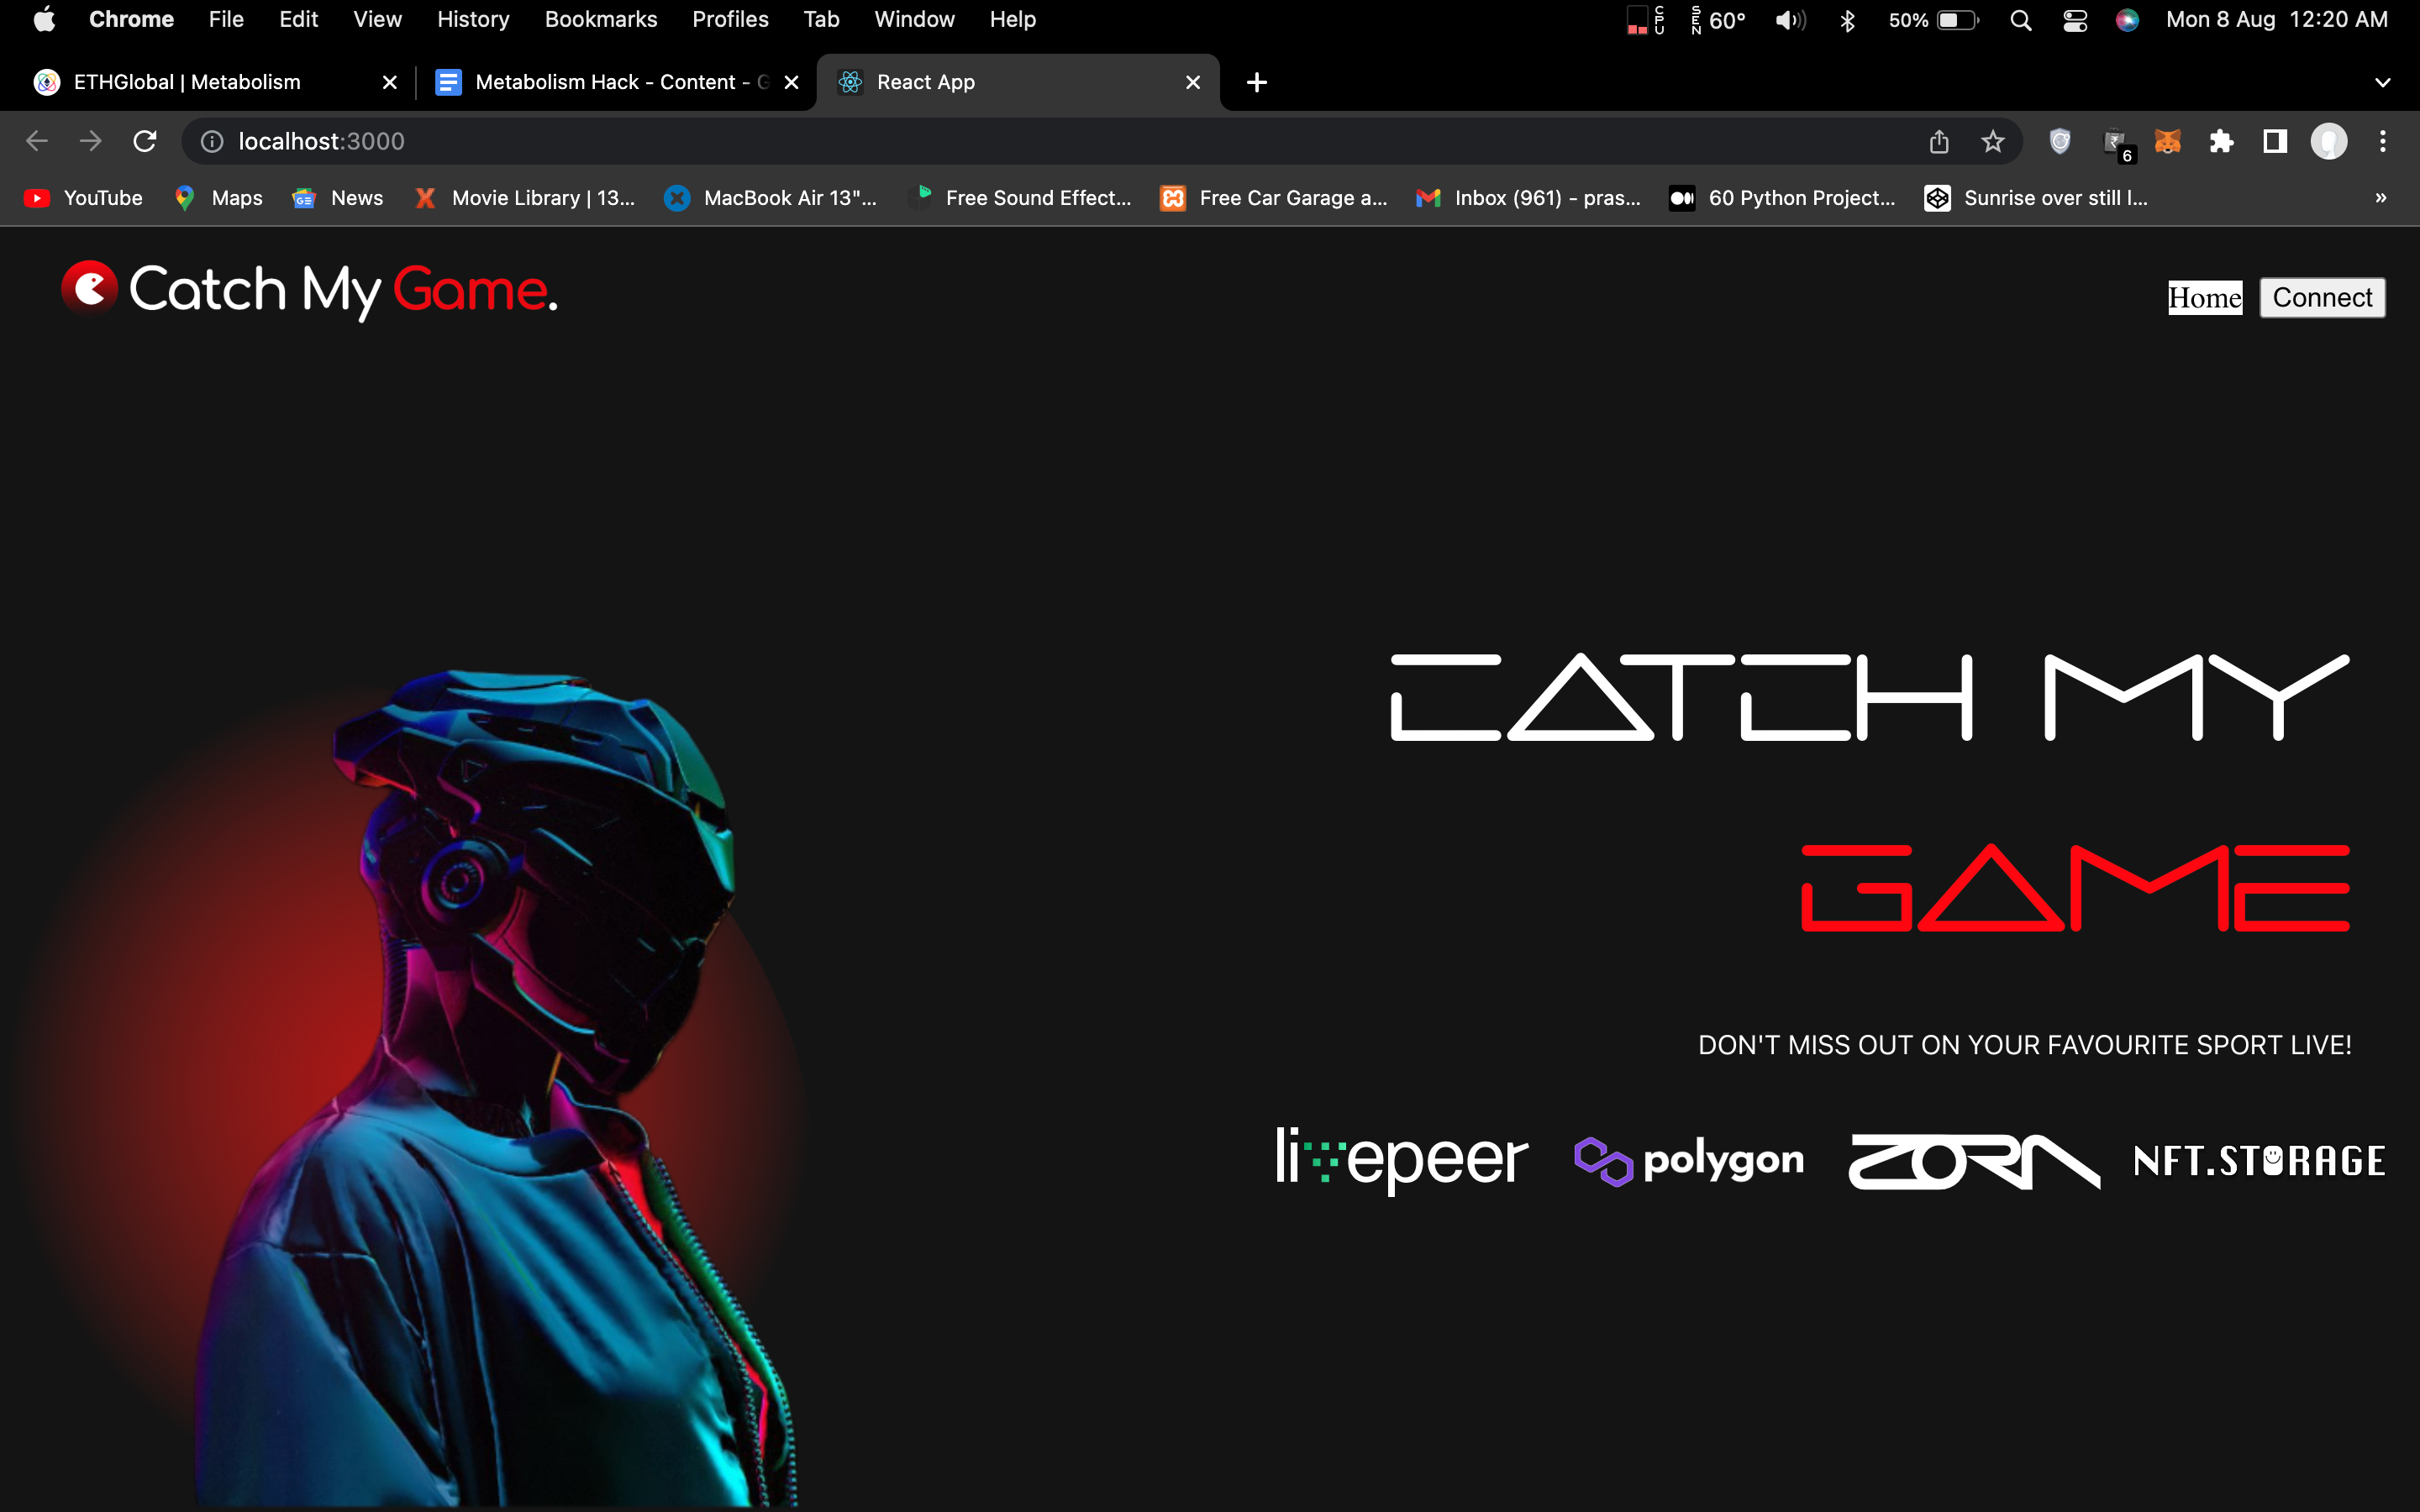 Chrome File Edit View History Bookmarks Profiles Tab Window Help CPU SEN 60° 50% Mon 8 Aug 12:20 AM
ETHGlobal | Metabolism Metabolism Hack - Content - G React App
localhost:3000 6
YouTube Maps News Movie Library | 13... MacBook Air 13"... Free Sound Effect... Free Car Garage a... Inbox (961) - pras... 60 Python Project... Sunrise over still l... »
Catch My Game. Home Connect
CATCH MY
GAME
DON'T MISS OUT ON YOUR FAVOURITE SPORT LIVE!
livepeer polygon ZORA NFT.STORAGE